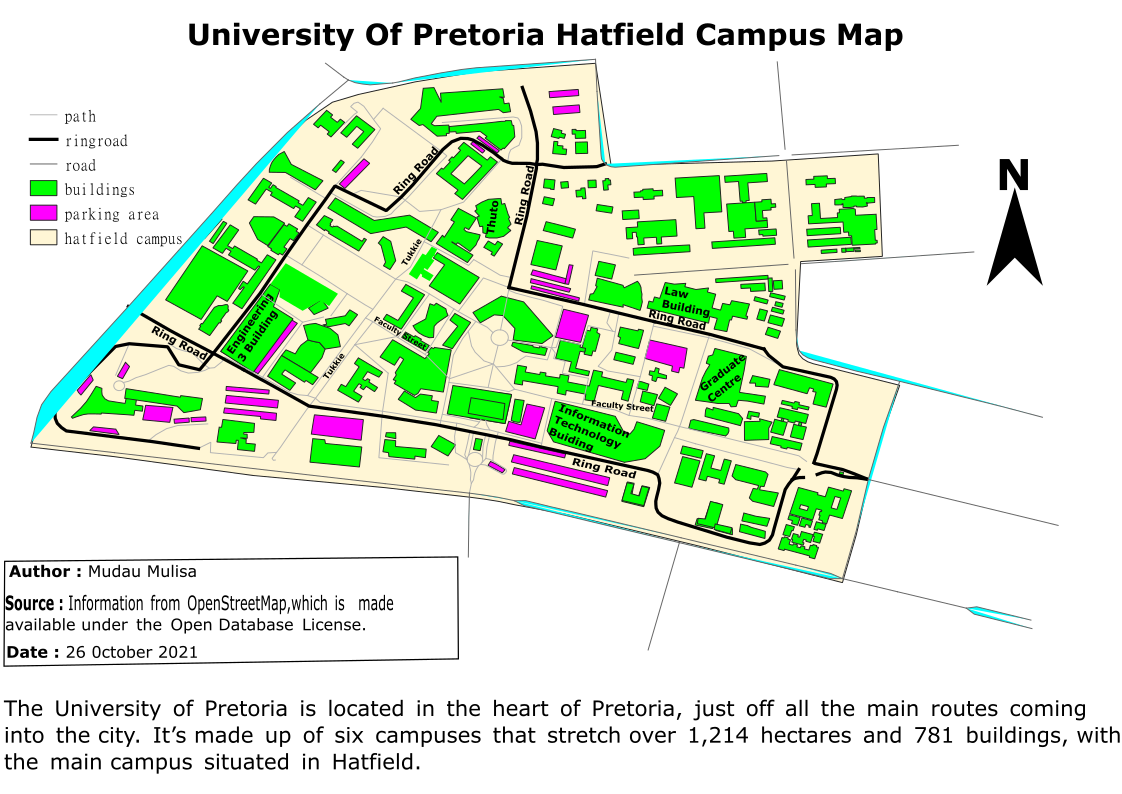 University Of Pretoria Hatfield Campus Map
path
ringroad
road
buildings
parking area
hatfield campus
N
Ring Road
Ring Road
Thuto
Tukkie
Law
Building
Ring Road
Engineering
3 Building
Ring Road
Faculty Street
Tukkie
Graduate
Centre
Faculty Street
Information
Technology
Buiding
Ring Road
Author : Mudau Mulisa
Source : Information from OpenStreetMap,which is made
available under the Open Database License.
Date : 26 0ctober 2021
The University of Pretoria is located in the heart of Pretoria, just off all the main routes coming
into the city. It’s made up of six campuses that stretch over 1,214 hectares and 781 buildings, with
the main campus situated in Hatfield.